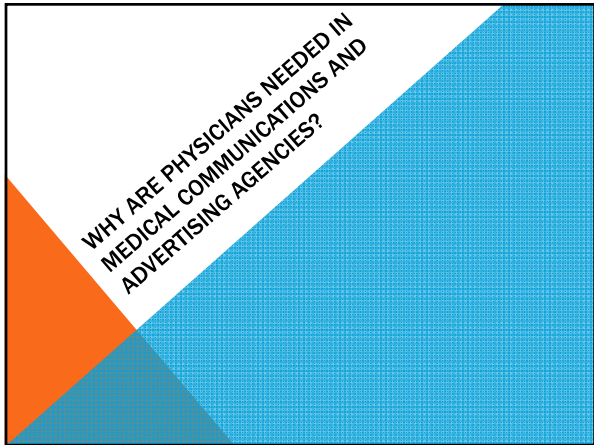 WHY ARE PHYSICIANS NEEDED IN
MEDICAL COMMUNICATIONS AND
ADVERTISING AGENCIES?